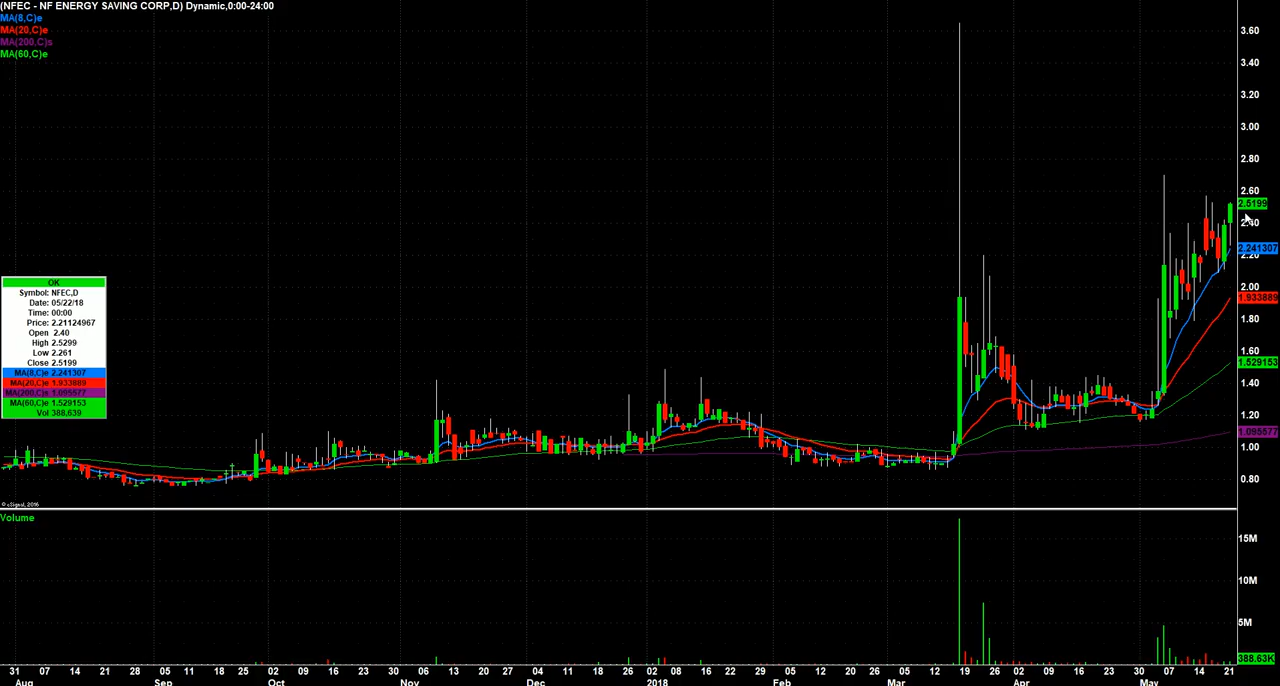 (NFEC - NF ENERGY SAVING CORP,D) Dynamic,0:00-24:00
MA(8,C)e
MA(20,C)e
MA(200,C)s
MA(60,C)e
3.60
3.40
3.20
3.00
2.80
2.60
2.5199
2.40
2.241307
2.20
2.00
1.933889
1.80
1.60
1.529153
1.40
1.20
1.095577
1.00
0.80
OK
Symbol: NFEC,D
Date: 05/22/18
Time: 00:00
Price: 2.21124967
Open 2.40
High 2.5299
Low 2.261
Close 2.5199
MA(8,C)e 2.241307
MA(20,C)e 1.933889
MA(200,C)s 1.095577
MA(60,C)e 1.529153
Vol 388,639
© eSignal, 2016
Volume
15M
10M
5M
388.63K
31 07 14 21 28 05 11 18 25 02 09 16 23 30 06 13 20 27 04 11 18 26 02 08 16 22 29 05 12 20 26 05 12 19 26 02 09 16 23 30 07 14 21
Aug Sep Oct Nov Dec 2018 Feb Mar Apr May